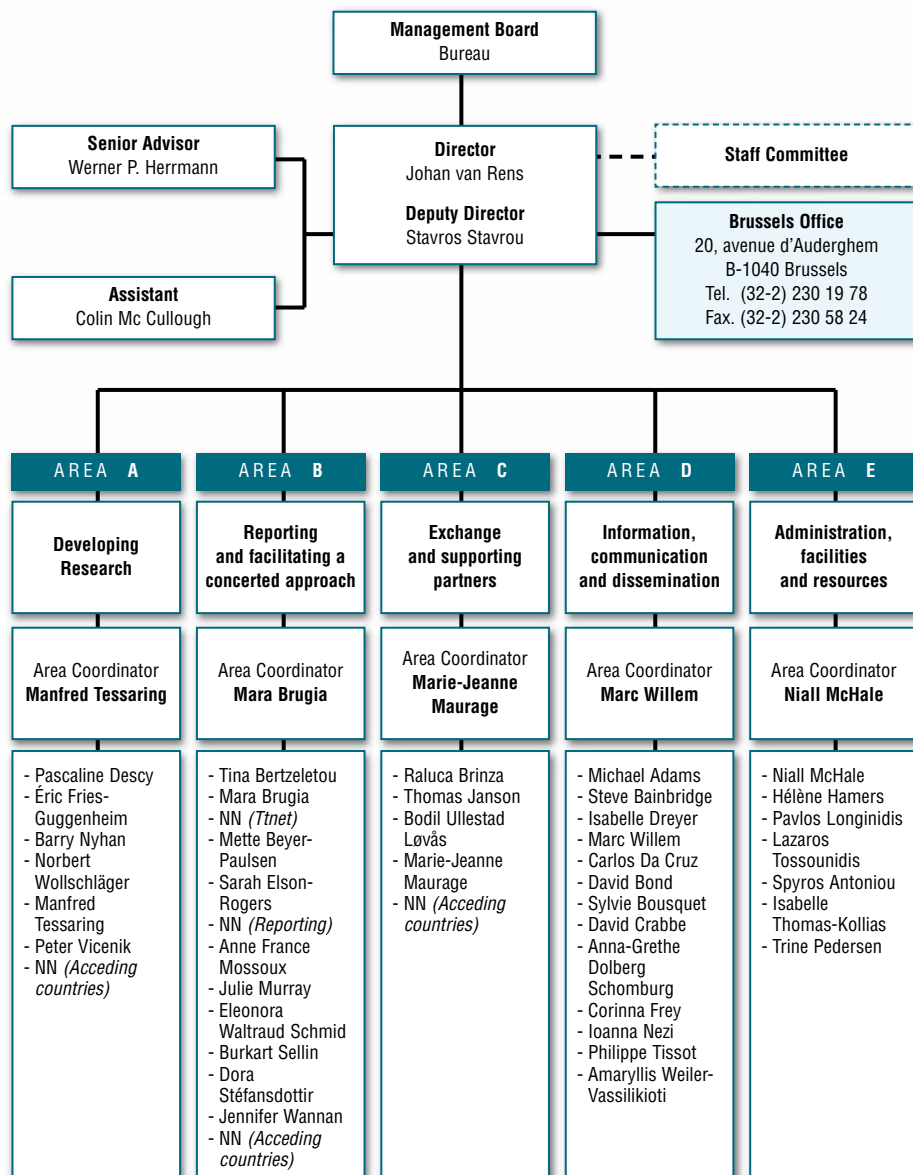 Management Board
Bureau
Senior Advisor
Werner P. Herrmann
Director
Johan van Rens
Deputy Director
Stavros Stavrou
Staff Committee
Assistant
Colin Mc Cullough
Brussels Office
20, avenue d'Auderghem
B-1040 Brussels
Tel. (32-2) 230 19 78
Fax. (32-2) 230 58 24
AREA A
Developing
Research
Area Coordinator
Manfred Tessaring
- Pascaline Descy
- Éric Fries-
Guggenheim
- Barry Nyhan
- Norbert
Wollschläger
- Manfred
Tessaring
- Peter Vicenik
- NN (Acceding
countries)
AREA B
Reporting
and facilitating a
concerted approach
Area Coordinator
Mara Brugia
- Tina Bertzeletou
- Mara Brugia
- NN (Ttnet)
- Mette Beyer-
Paulsen
- Sarah Elson-
Rogers
- NN (Reporting)
- Anne France
Mossoux
- Julie Murray
- Eleonora
Waltraud Schmid
- Burkart Sellin
- Dora
Stéfansdottir
- Jennifer Wannan
- NN (Acceding
countries)
AREA C
Exchange
and supporting
partners
Area Coordinator
Marie-Jeanne
Maurage
- Raluca Brinza
- Thomas Janson
- Bodil Ullestad
Løvås
- Marie-Jeanne
Maurage
- NN (Acceding
countries)
AREA D
Information,
communication
and dissemination
Area Coordinator
Marc Willem
- Michael Adams
- Steve Bainbridge
- Isabelle Dreyer
- Marc Willem
- Carlos Da Cruz
- David Bond
- Sylvie Bousquet
- David Crabbe
- Anna-Grethe
Dolberg
Schomburg
- Corinna Frey
- Ioanna Nezi
- Philippe Tissot
- Amaryllis Weiler-
Vassilikioti
AREA E
Administration,
facilities
and resources
Area Coordinator
Niall McHale
- Niall McHale
- Hélène Hamers
- Pavlos Longinidis
- Lazaros
Tossounidis
- Spyros Antoniou
- Isabelle
Thomas-Kollias
- Trine Pedersen